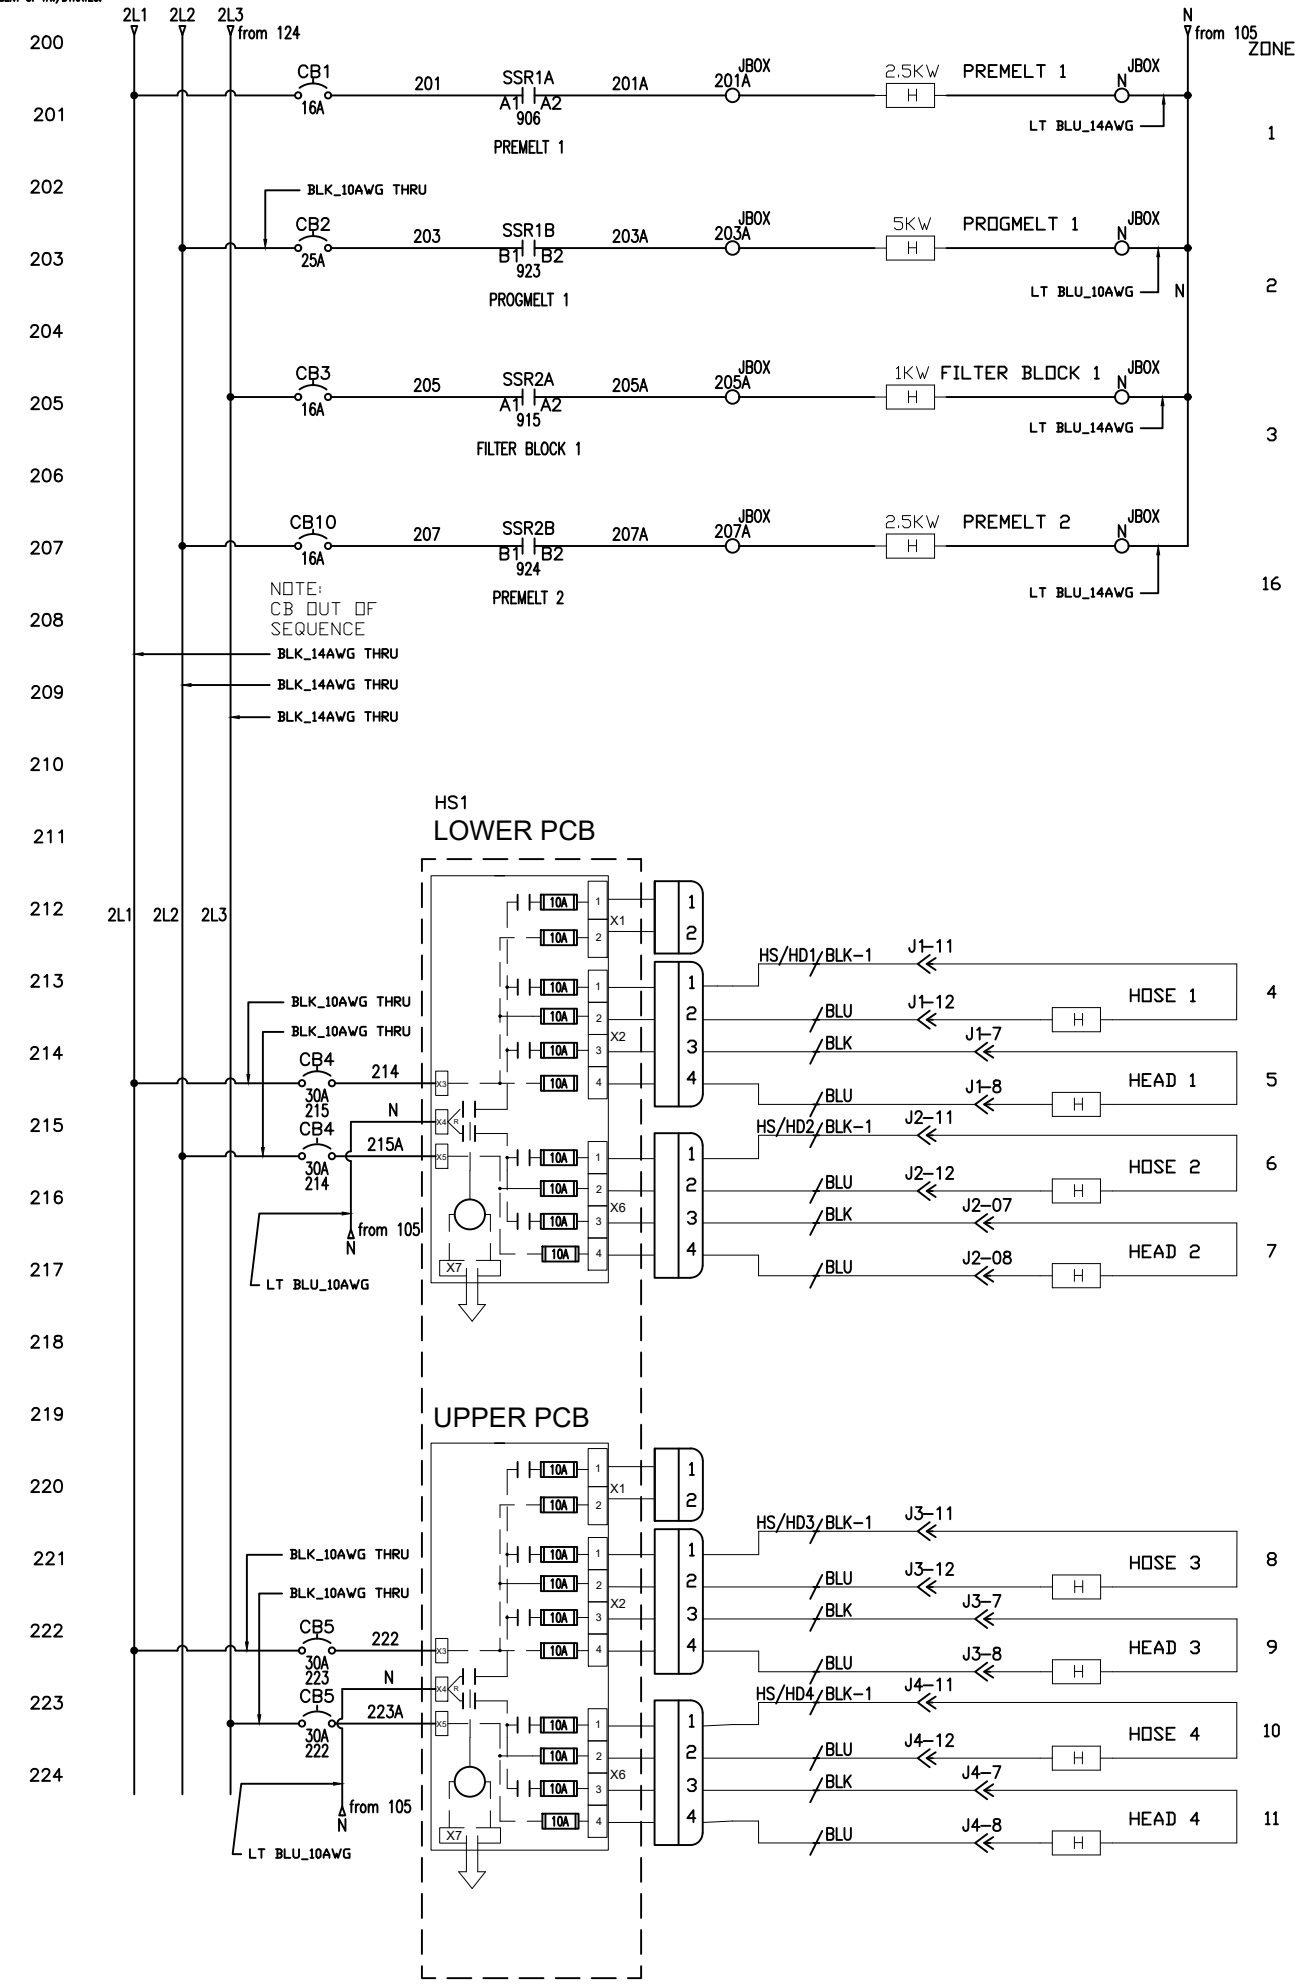 2L1 2L2 2L3 N
from 124 from 105
200 ZONE
CB1 201 SSR1A 201A JBOX 201A 2.5KW PREMELT 1 JBOX N
16A A1 A2
906
201 LT BLU_14AWG 1
PREMELT 1
202 BLK_10AWG THRU
CB2 203 SSR1B 203A JBOX 203A 5KW PROGMELT 1 JBOX N
H
203 25A B1 B2
923
PROGMELT 1 LT BLU_10AWG N 2
204
CB3 205 SSR2A 205A JBOX 205A 1KW FILTER BLOCK 1 JBOX N
H
205 16A A1 A2
915
FILTER BLOCK 1 LT BLU_14AWG 3
206
CB10 207 SSR2B 207A JBOX 207A 2.5KW PREMELT 2 JBOX N
H
207 16A B1 B2
924
PREMELT 2 LT BLU_14AWG 16
NOTE:
CB OUT OF
SEQUENCE
208
BLK_14AWG THRU
209 BLK_14AWG THRU
BLK_14AWG THRU
210
HS1
211 LOWER PCB
212 2L1 2L2 2L3 10A 1 X1 1
10A 2 2
HS/HD1/BLK-1 J1-11
213 10A 1 1 HOSE 1 4
BLK_10AWG THRU
10A 2 2 BLU J1-12 H
BLK_10AWG THRU X2
214 10A 3 3 BLK J1-7
CB4 214 X3 10A 4 4 HEAD 1 5
30A BLU J1-8 H
215
215 N X4 R
CB4 215A X5 HS/HD2/BLK-1 J2-11
30A 10A 1 1 HOSE 2 6
214
216 10A 2 2 BLU J2-12 H
X6
from 105 10A 3 3 BLK J2-07
N
217 X7 10A 4 4 HEAD 2 7
LT BLU_10AWG BLU J2-08 H
218
219 UPPER PCB
220 10A 1 X1 1
10A 2 2
HS/HD3/BLK-1 J3-11
221 BLK_10AWG THRU 10A 1 1 HOSE 3 8
10A 2 2 BLU J3-12 H
BLK_10AWG THRU X2
222 10A 3 3 BLK J3-7
CB5 222 X3 10A 4 4 HEAD 3 9
30A BLU J3-8 H
223
223 N X4 R
CB5 223A X5 HS/HD4/BLK-1 J4-11
30A 10A 1 1 HOSE 4 10
222
10A 2 2 BLU J4-12 H
224 X6
10A 3 3 BLK J4-7
from 105
N
X7 10A 4 4 HEAD 4 11
LT BLU_10AWG BLU J4-8 H